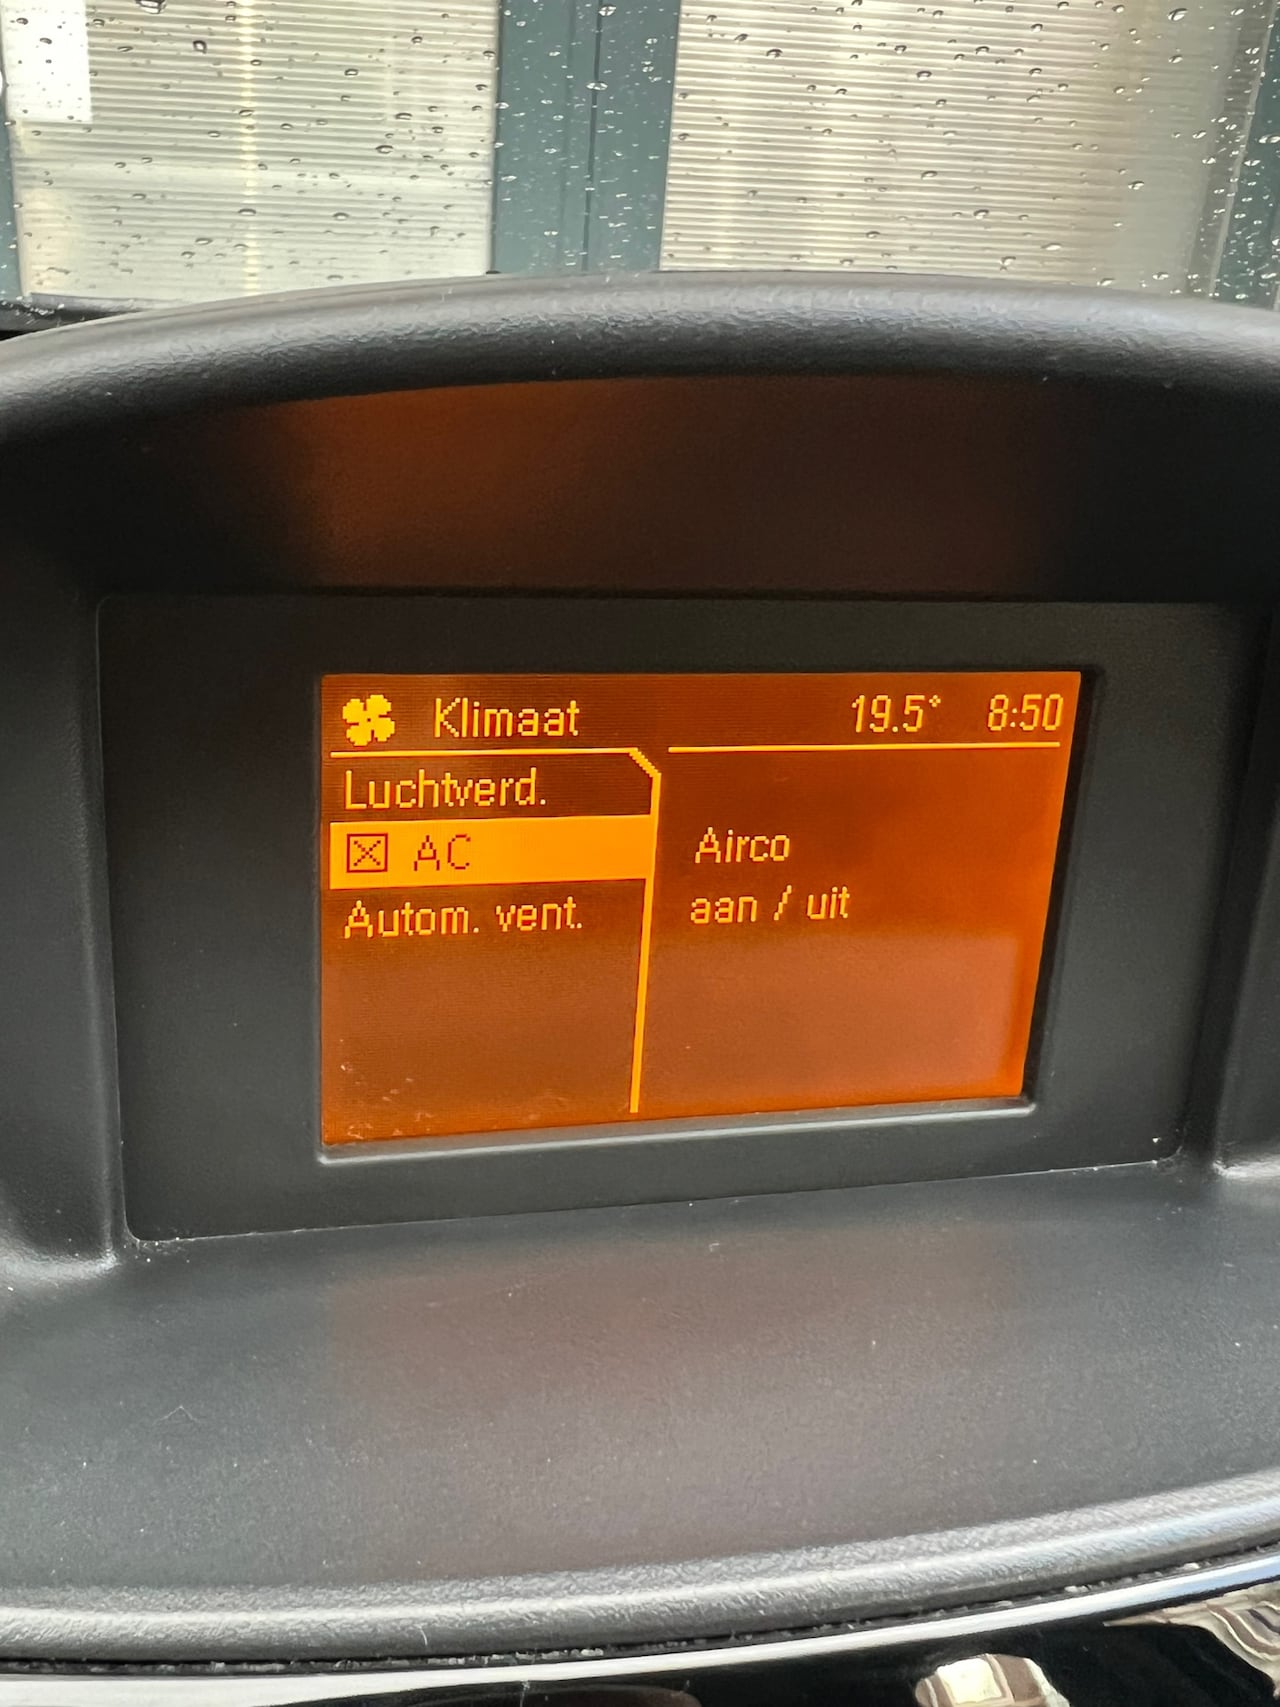 Klimaat 19.5° 8:50
Luchtverd.
AC
Autom. vent.
Airco
aan / uit